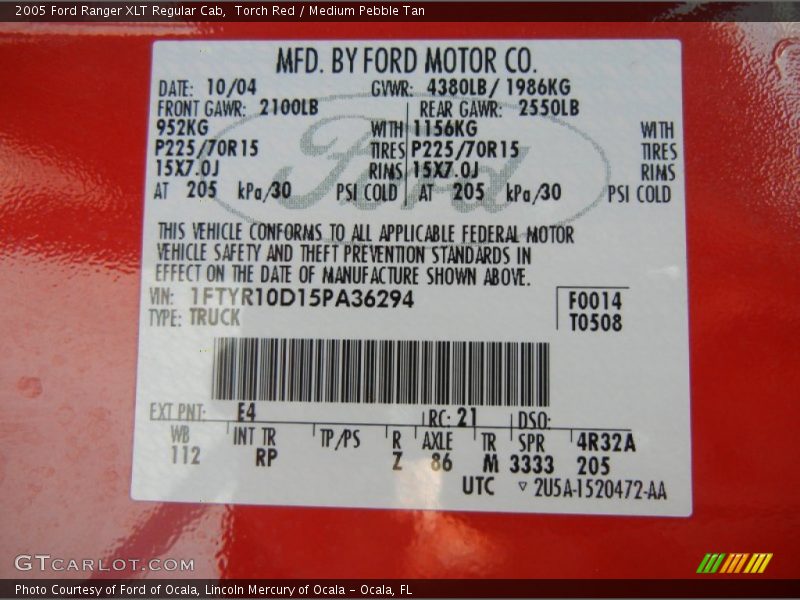 2005 Ford Ranger XLT Regular Cab,  Torch Red / Medium Pebble Tan
MFD. BY FORD MOTOR CO.
DATE: 10/04 GVWR: 4380LB/ 1986KG
FRONT GAWR: 2100LB REAR GAWR: 2550LB
952KG WITH 1156KG WITH
P225/70R15 TIRES P225/70R15 TIRES
15X7.0J RIMS 15X7.0J RIMS
AT 205 kPa/30 PSI COLD AT 205 kPa/30 PSI COLD
Ford
THIS VEHICLE CONFORMS TO ALL APPLICABLE FEDERAL MOTOR
VEHICLE SAFETY AND THEFT PREVENTION STANDARDS IN
EFFECT ON THE DATE OF MANUFACTURE SHOWN ABOVE.
VIN: 1FTYR10D15PA36294 F0014
TYPE: TRUCK T0508
EXT PNT: E4 RC: 21 DSO:
WB INT TR TP/PS R AXLE TR SPR 4R32A
112 RP Z 86 M 3333 205
UTC ▽ 2U5A-1520472-AA
GTCARLOT.COM
Photo Courtesy of Ford of Ocala, Lincoln Mercury of Ocala - Ocala, FL